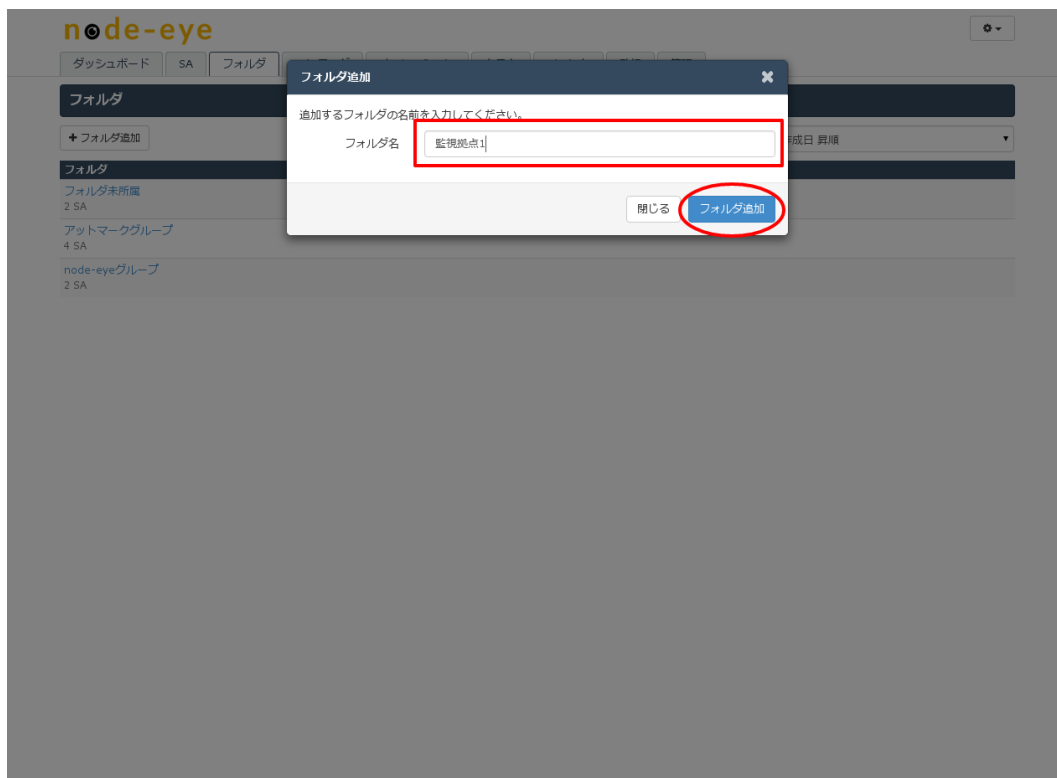 node-eye
ダッシュボード SA フォルダ
フォルダ追加
フォルダ
追加するフォルダの名前を入力してください。
+ フォルダ追加
フォルダ名 監視拠点1
成日 昇順
フォルダ
フォルダ未所属
2 SA
閉じる フォルダ追加
アットマークグループ
4 SA
node-eyeグループ
2 SA